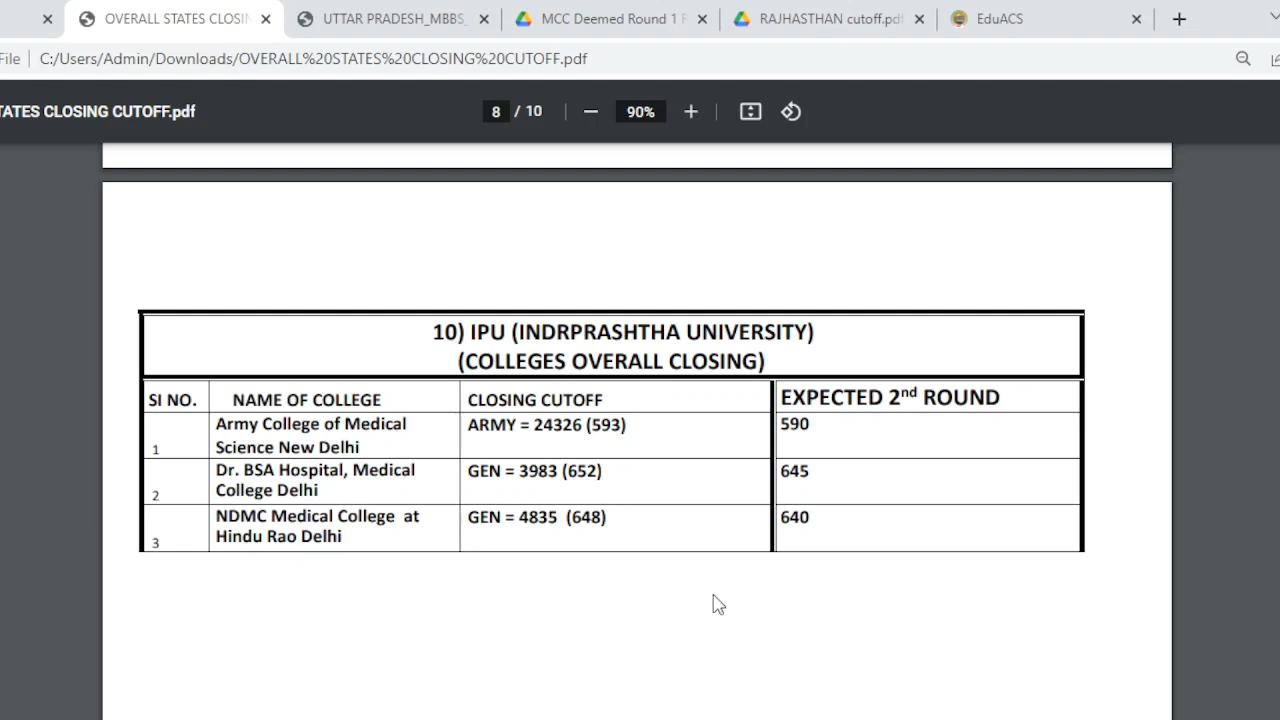 OVERALL STATES CLOSIN
UTTAR PRADESH_MBBS_
MCC Deemed Round 1 R
RAJHASTHAN cutoff.pdf
EduACS
File
C:/Users/Admin/Downloads/OVERALL%20STATES%20CLOSING%20CUTOFF.pdf
TATES CLOSING CUTOFF.pdf
8 / 10
90%
10) IPU (INDRPRASHTHA UNIVERSITY)
(COLLEGES OVERALL CLOSING)
SI NO. NAME OF COLLEGE CLOSING CUTOFF EXPECTED 2nd ROUND
1 Army College of Medical ARMY = 24326 (593) 590
Science New Delhi
2 Dr. BSA Hospital, Medical GEN = 3983 (652) 645
College Delhi
3 NDMC Medical College at GEN = 4835 (648) 640
Hindu Rao Delhi